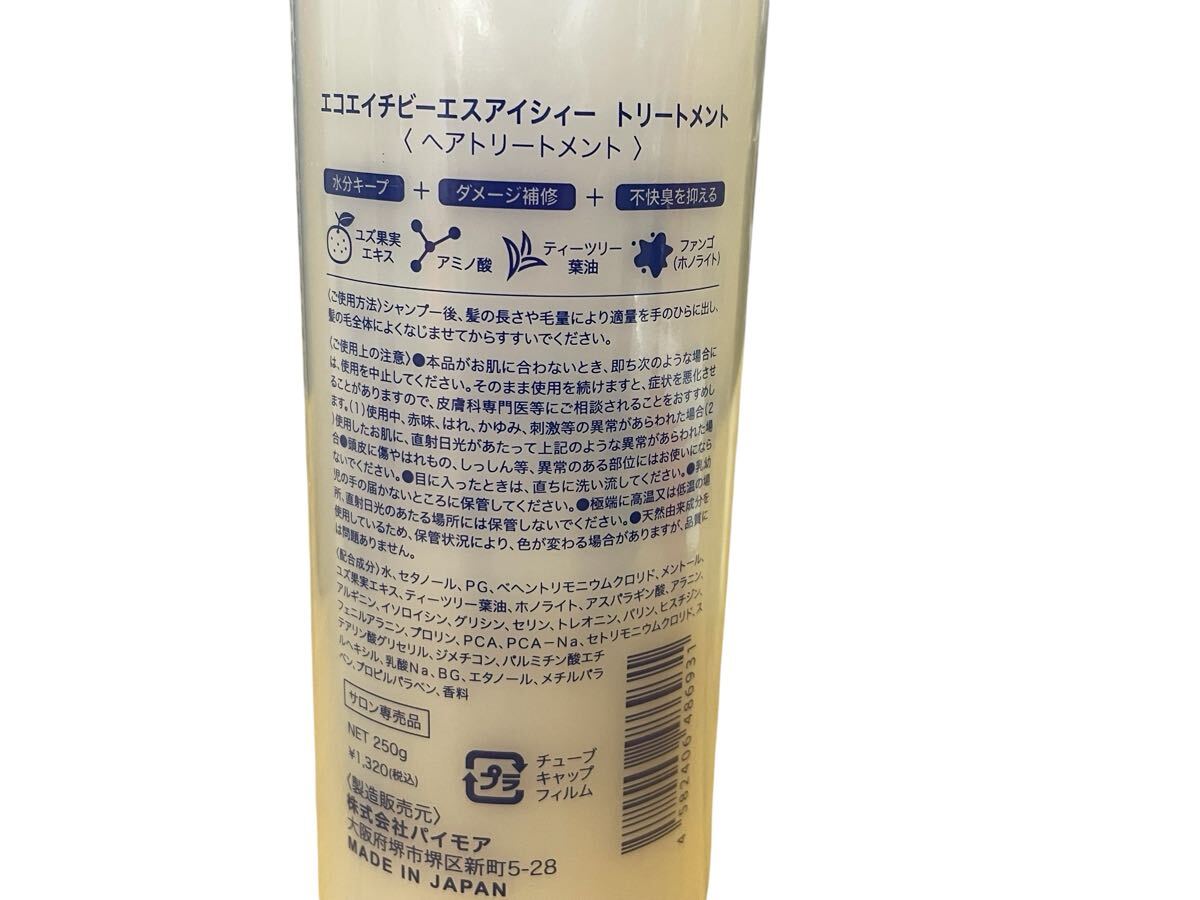 エコエイチビーエスアイシィー トリートメント
〈 ヘアトリートメント 〉
水分キープ + ダメージ補修 + 不快臭を抑える
ユズ果実
エキス
アミノ酸
ティーツリー
葉油
ファンゴ
(ホノライト)
〈ご使用方法〉シャンプー後、髪の長さや毛量により適量を手のひらに出し、
髪の毛全体によくなじませてからすすいでください。
〈ご使用上の注意〉●本品がお肌に合わないとき、即ち次のような場合に
は、使用を中止してください。そのまま使用を続けますと、症状を悪化させ
ることがありますので、皮膚科専門医等にご相談されることをおすすめし
ます。(1)使用中、赤味、はれ、かゆみ、刺激等の異常があらわれた場合(2
)使用したお肌に、直射日光があたって上記のような異常があらわれた場
合●頭皮に傷やはれもの、しっしん等、異常のある部位にはお使いになら
ないでください。●目に入ったときは、直ちに洗い流してください。●乳幼
児の手の届かないところに保管してください。●極端に高温又は低温の場
所、直射日光のあたる場所には保管しないでください。●天然由来成分を
使用しているため、保管状況により、色が変わる場合がありますが、品質に
は問題ありません。
〈配合成分〉水、セタノール、PG、ベヘントリモニウムクロリド、メントール、
ユズ果実エキス、ティーツリー葉油、ホノライト、アスパラギン酸、アラニン、
アルギニン、イソロイシン、グリシン、セリン、トレオニン、バリン、ヒスチジン、
フェニルアラニン、プロリン、PCA、PCA－Na、セトリモニウムクロリド、ス
テアリン酸グリセリル、ジメチコン、パルミチン酸エチ
ルヘキシル、乳酸Na、BG、エタノール、メチルパラ
ベン、プロピルパラベン、香料
サロン専売品
NET 250g
¥1,320(税込)
プラ
チューブ
キャップ
フィルム
〈製造販売元〉
株式会社パイモア
大阪府堺市堺区新町5-28
MADE IN JAPAN
4 582406 486931